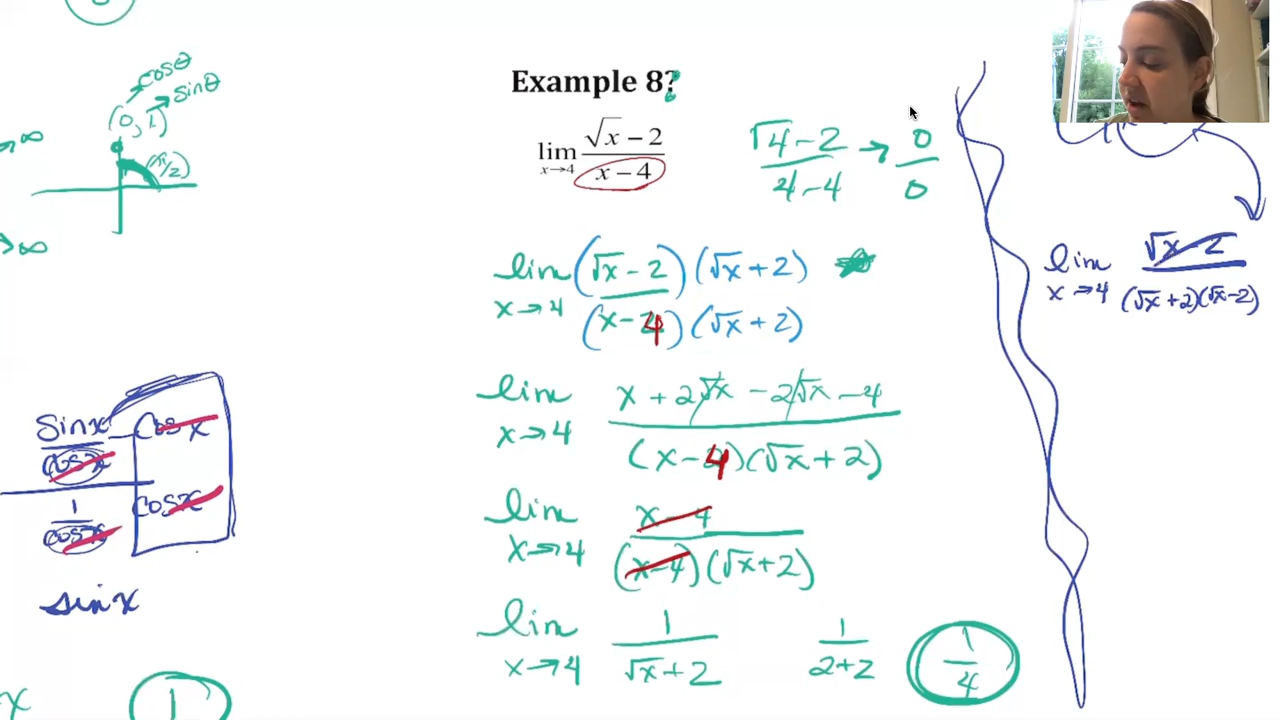 cosθ
sinθ
(0, 1)
(π/2)
∞
→∞
sinx - cosx
cosx
1 cosx
cosx
sinx
x
1
Example 8?
lim x→4 (√x − 2)/(x − 4)
(√4 − 2)/(4 − 4) → 0/0
lim x→4 (√x − 2)(√x + 2)/(x − 4)(√x + 2)
lim x→4 (x + 2√x − 2√x − 4)/(x − 4)(√x + 2)
lim x→4 (x − 4)/(x − 4)(√x + 2)
lim x→4 1/(√x + 2) 1/(2+2) 1/4
lim x→4 (√x − 2)/(√x + 2)(√x − 2)